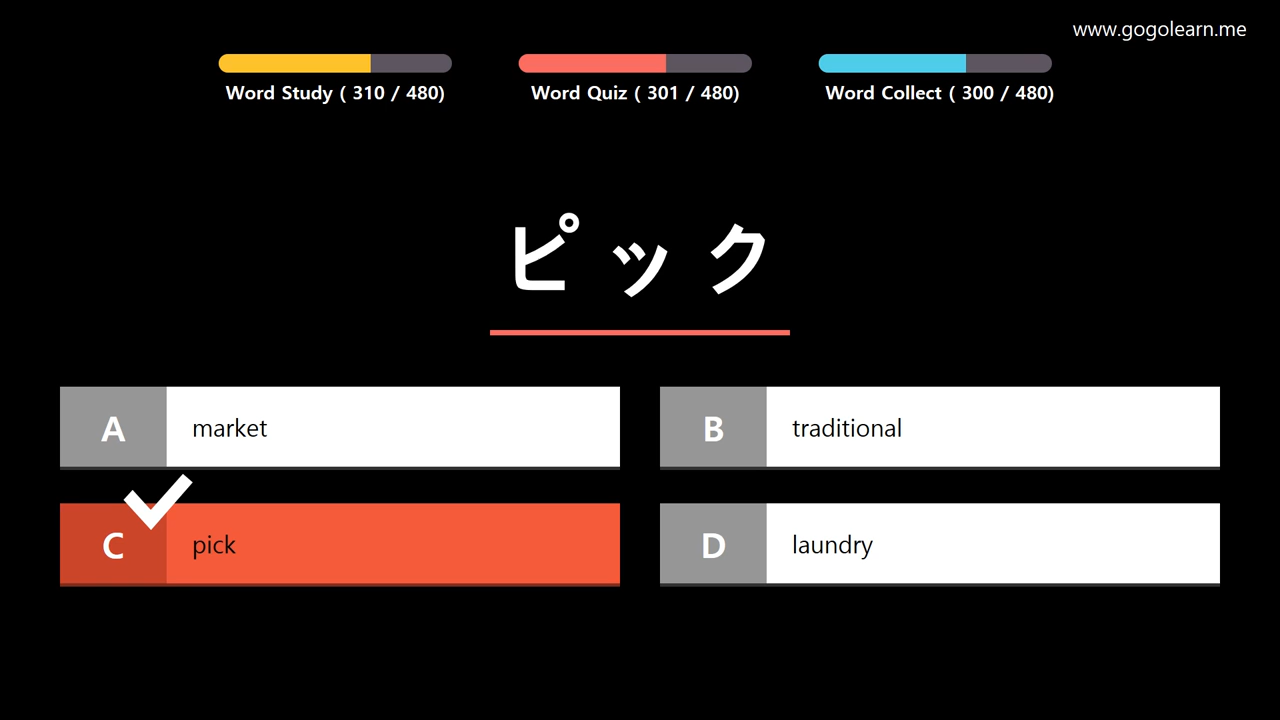 www.gogolearn.me
Word Study ( 310 / 480)
Word Quiz ( 301 / 480)
Word Collect ( 300 / 480)
ピック
A market
B traditional
C pick
D laundry